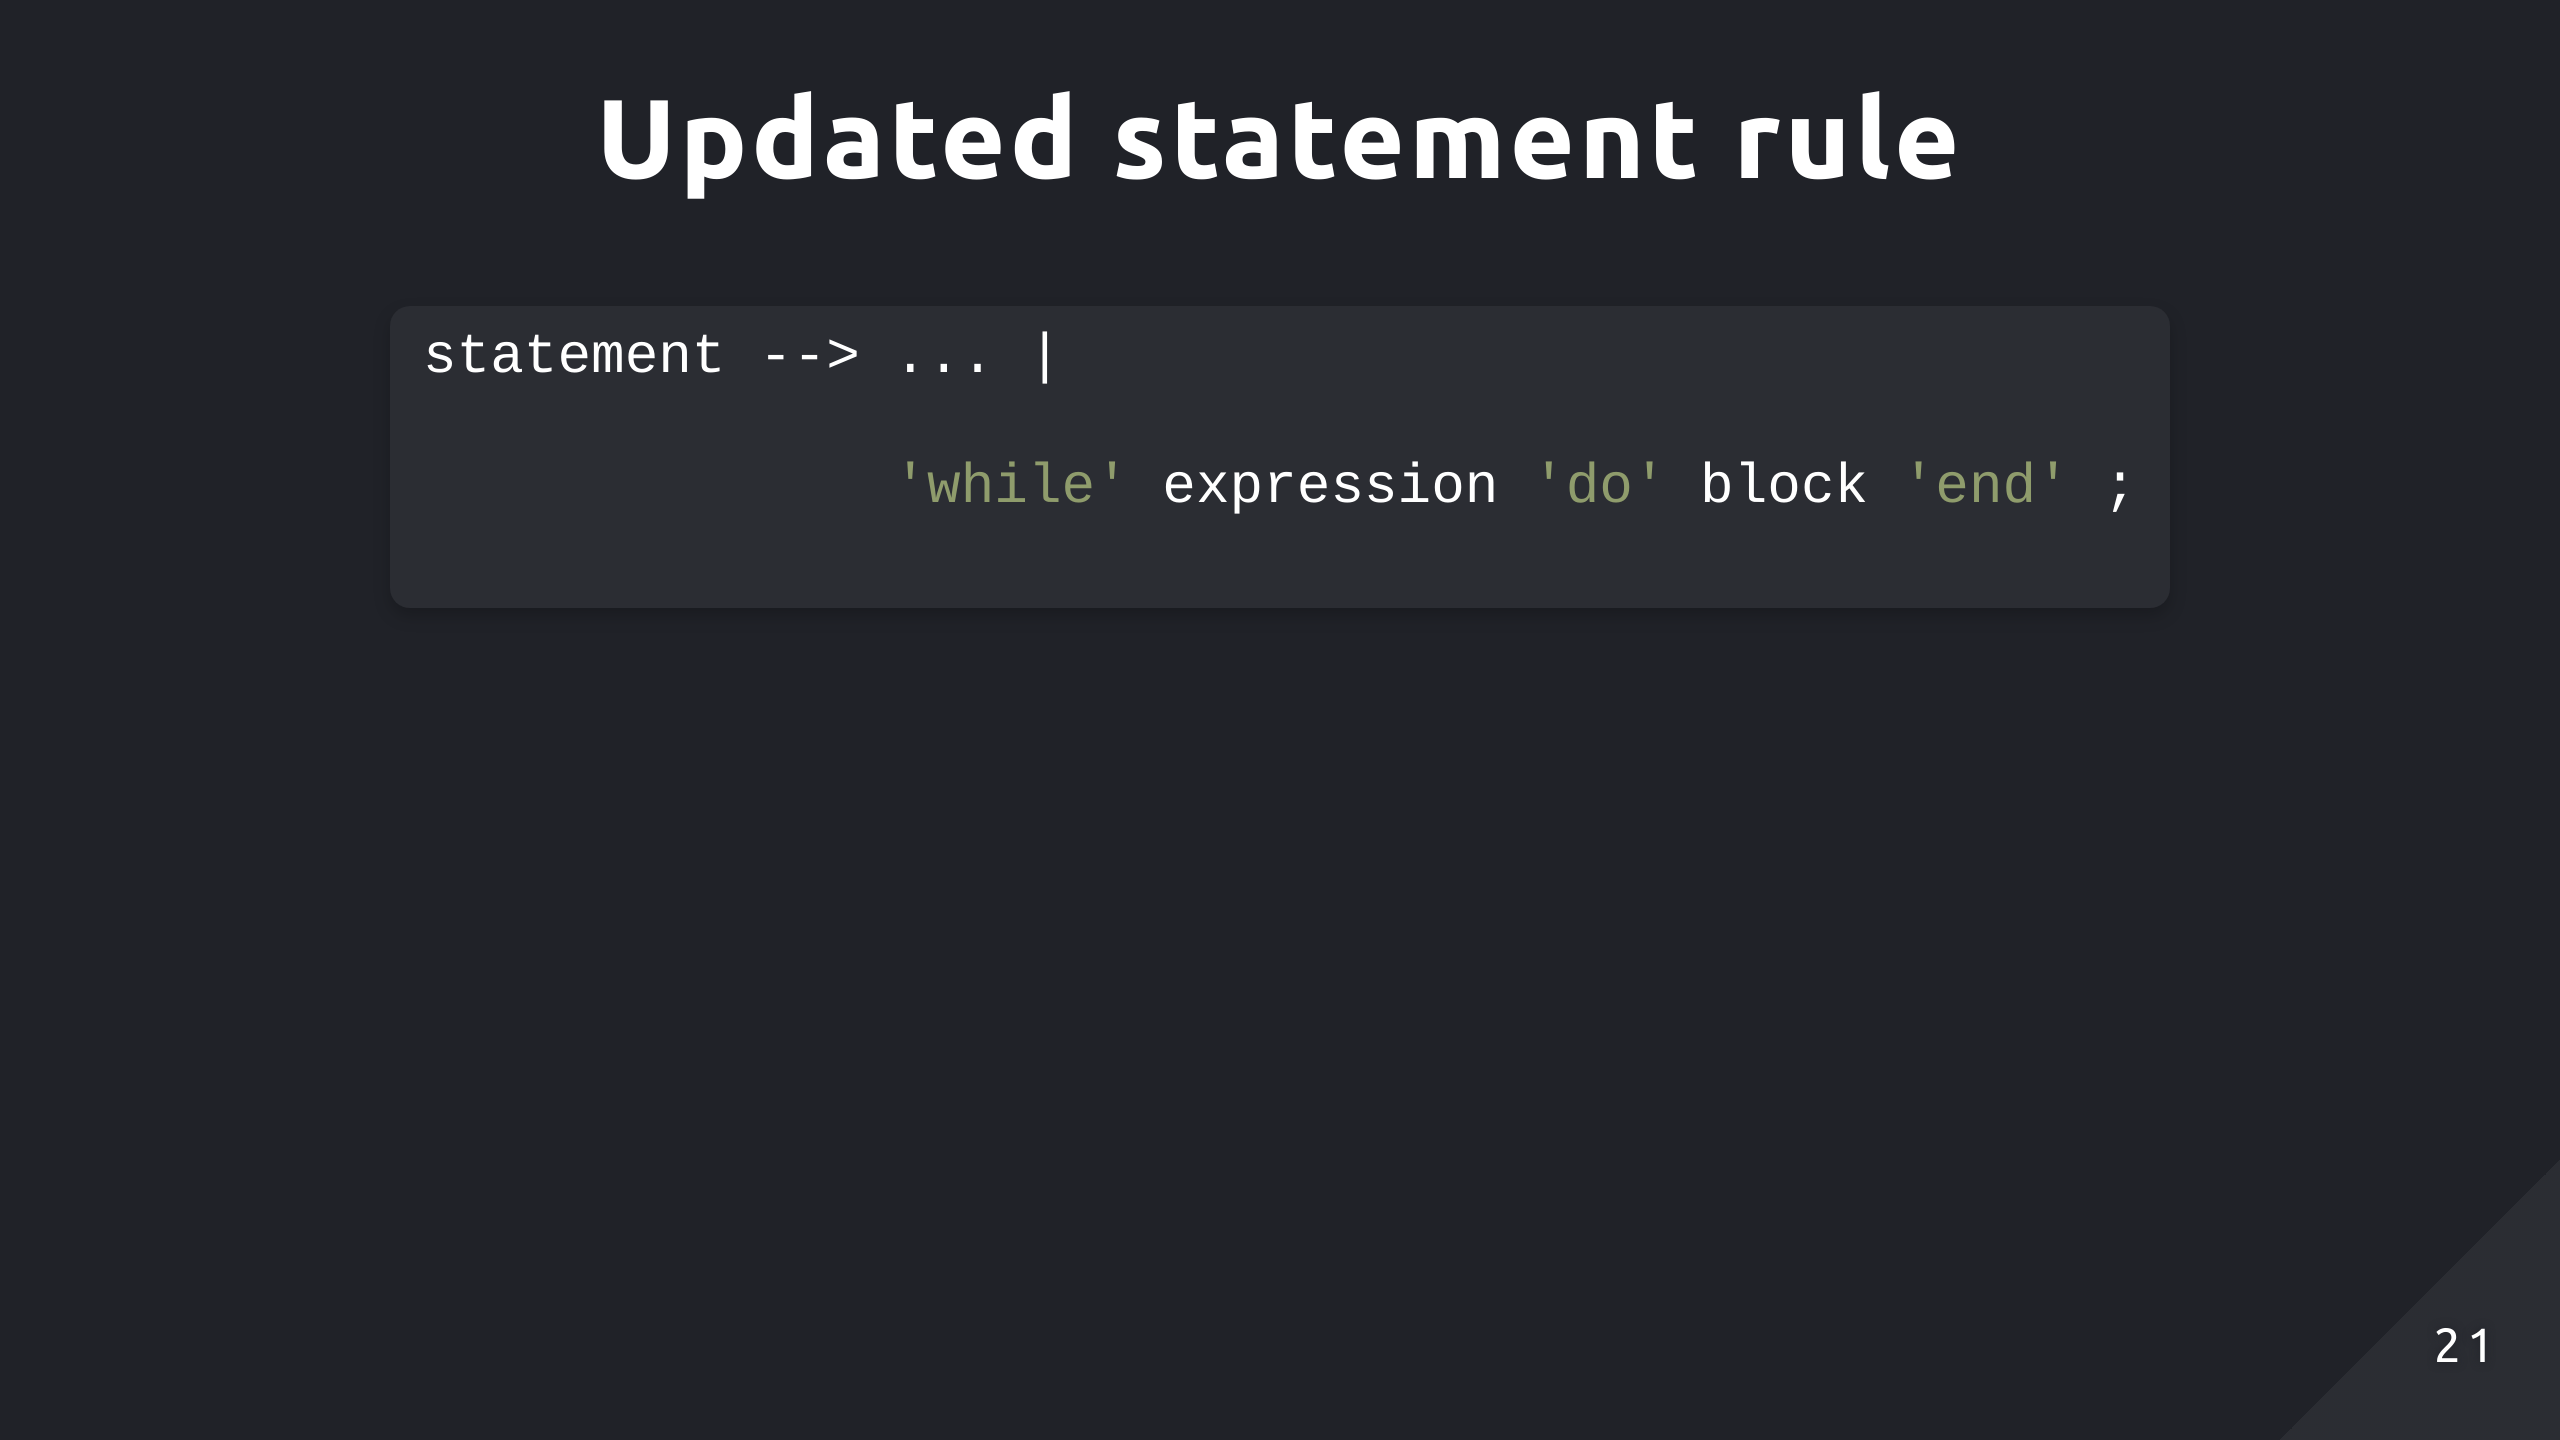 Updated statement rule
statement --> ... |
'while' expression 'do' block 'end' ;
21